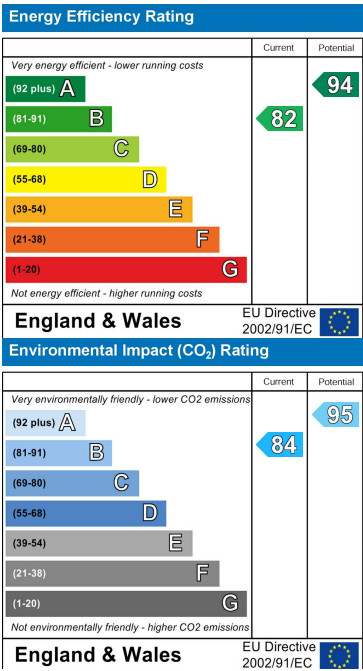 Energy Efficiency Rating
Current Potential
Very energy efficient - lower running costs
(92 plus) A 94
(81-91) B 82
(69-80) C
(55-68) D
(39-54) E
(21-38) F
(1-20) G
Not energy efficient - higher running costs
England & Wales EU Directive
2002/91/EC
Environmental Impact (CO₂) Rating
Current Potential
Very environmentally friendly - lower CO2 emissions
(92 plus) A 95
(81-91) B 84
(69-80) C
(55-68) D
(39-54) E
(21-38) F
(1-20) G
Not environmentally friendly - higher CO2 emissions
England & Wales EU Directive
2002/91/EC